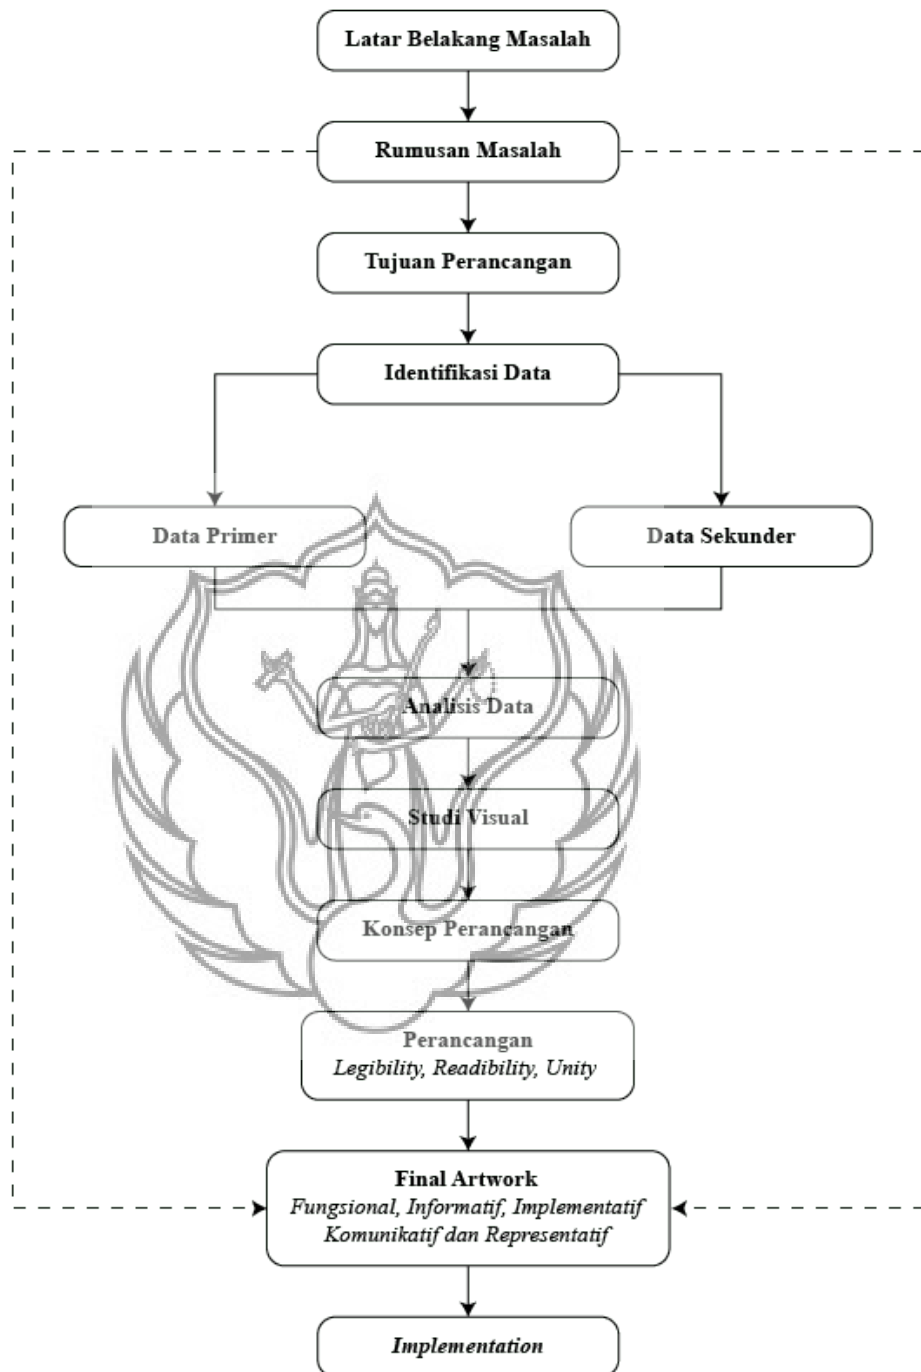 Latar Belakang Masalah
Rumusan Masalah
Tujuan Perancangan
Identifikasi Data
Data Primer
Data Sekunder
Analisis Data
Studi Visual
Konsep Perancangan
Perancangan
Legibility, Readibility, Unity
Final Artwork
Fungsional, Informatif, Implementatif
Komunikatif dan Representatif
Implementation